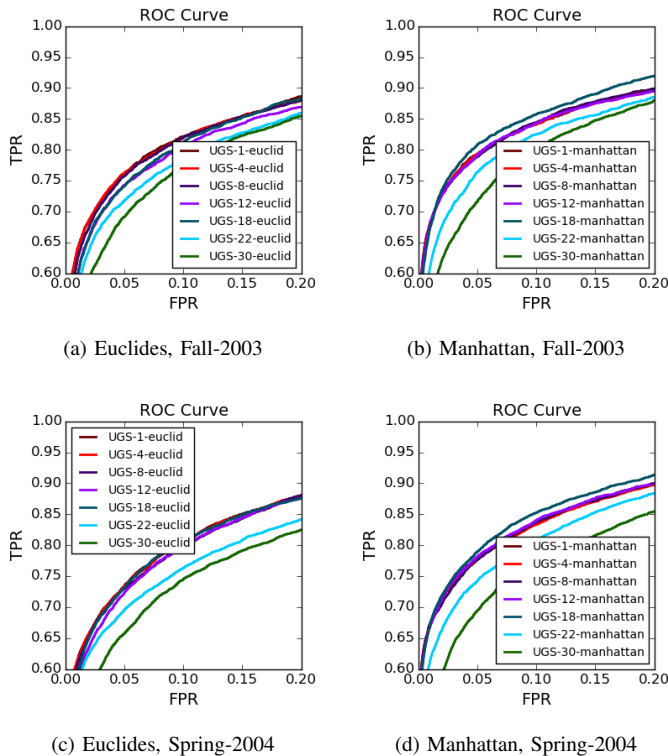 ROC Curve
1.00
0.95
0.90
0.85
0.80
0.75
0.70
0.65
0.60
TPR
UGS-1-euclid
UGS-4-euclid
UGS-8-euclid
UGS-12-euclid
UGS-18-euclid
UGS-22-euclid
UGS-30-euclid
0.00 0.05 0.10 0.15 0.20
FPR
(a) Euclides, Fall-2003
ROC Curve
1.00
0.95
0.90
0.85
0.80
0.75
0.70
0.65
0.60
TPR
UGS-1-manhattan
UGS-4-manhattan
UGS-8-manhattan
UGS-12-manhattan
UGS-18-manhattan
UGS-22-manhattan
UGS-30-manhattan
0.00 0.05 0.10 0.15 0.20
FPR
(b) Manhattan, Fall-2003
ROC Curve
1.00
0.95
0.90
0.85
0.80
0.75
0.70
0.65
0.60
TPR
UGS-1-euclid
UGS-4-euclid
UGS-8-euclid
UGS-12-euclid
UGS-18-euclid
UGS-22-euclid
UGS-30-euclid
0.00 0.05 0.10 0.15 0.20
FPR
(c) Euclides, Spring-2004
ROC Curve
1.00
0.95
0.90
0.85
0.80
0.75
0.70
0.65
0.60
TPR
UGS-1-manhattan
UGS-4-manhattan
UGS-8-manhattan
UGS-12-manhattan
UGS-18-manhattan
UGS-22-manhattan
UGS-30-manhattan
0.00 0.05 0.10 0.15 0.20
FPR
(d) Manhattan, Spring-2004